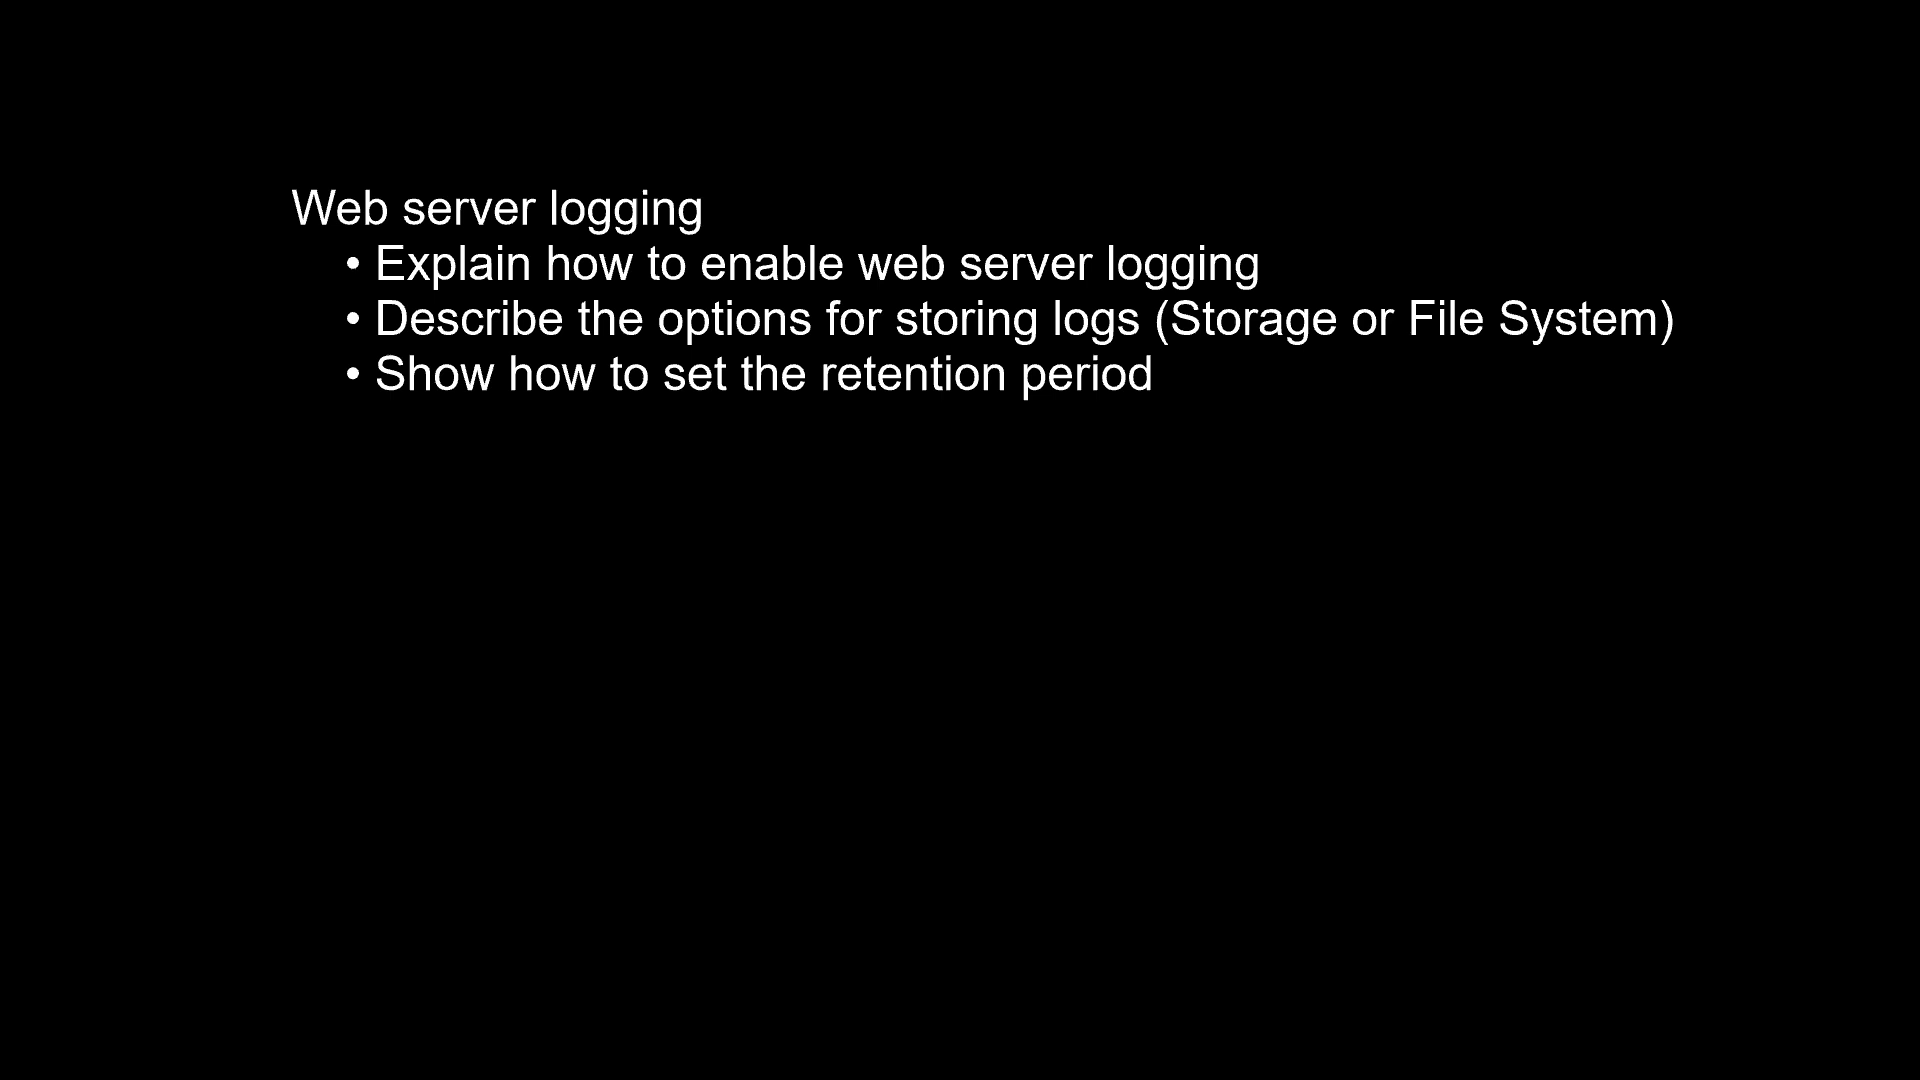 Web server logging
• Explain how to enable web server logging
• Describe the options for storing logs (Storage or File System)
• Show how to set the retention period